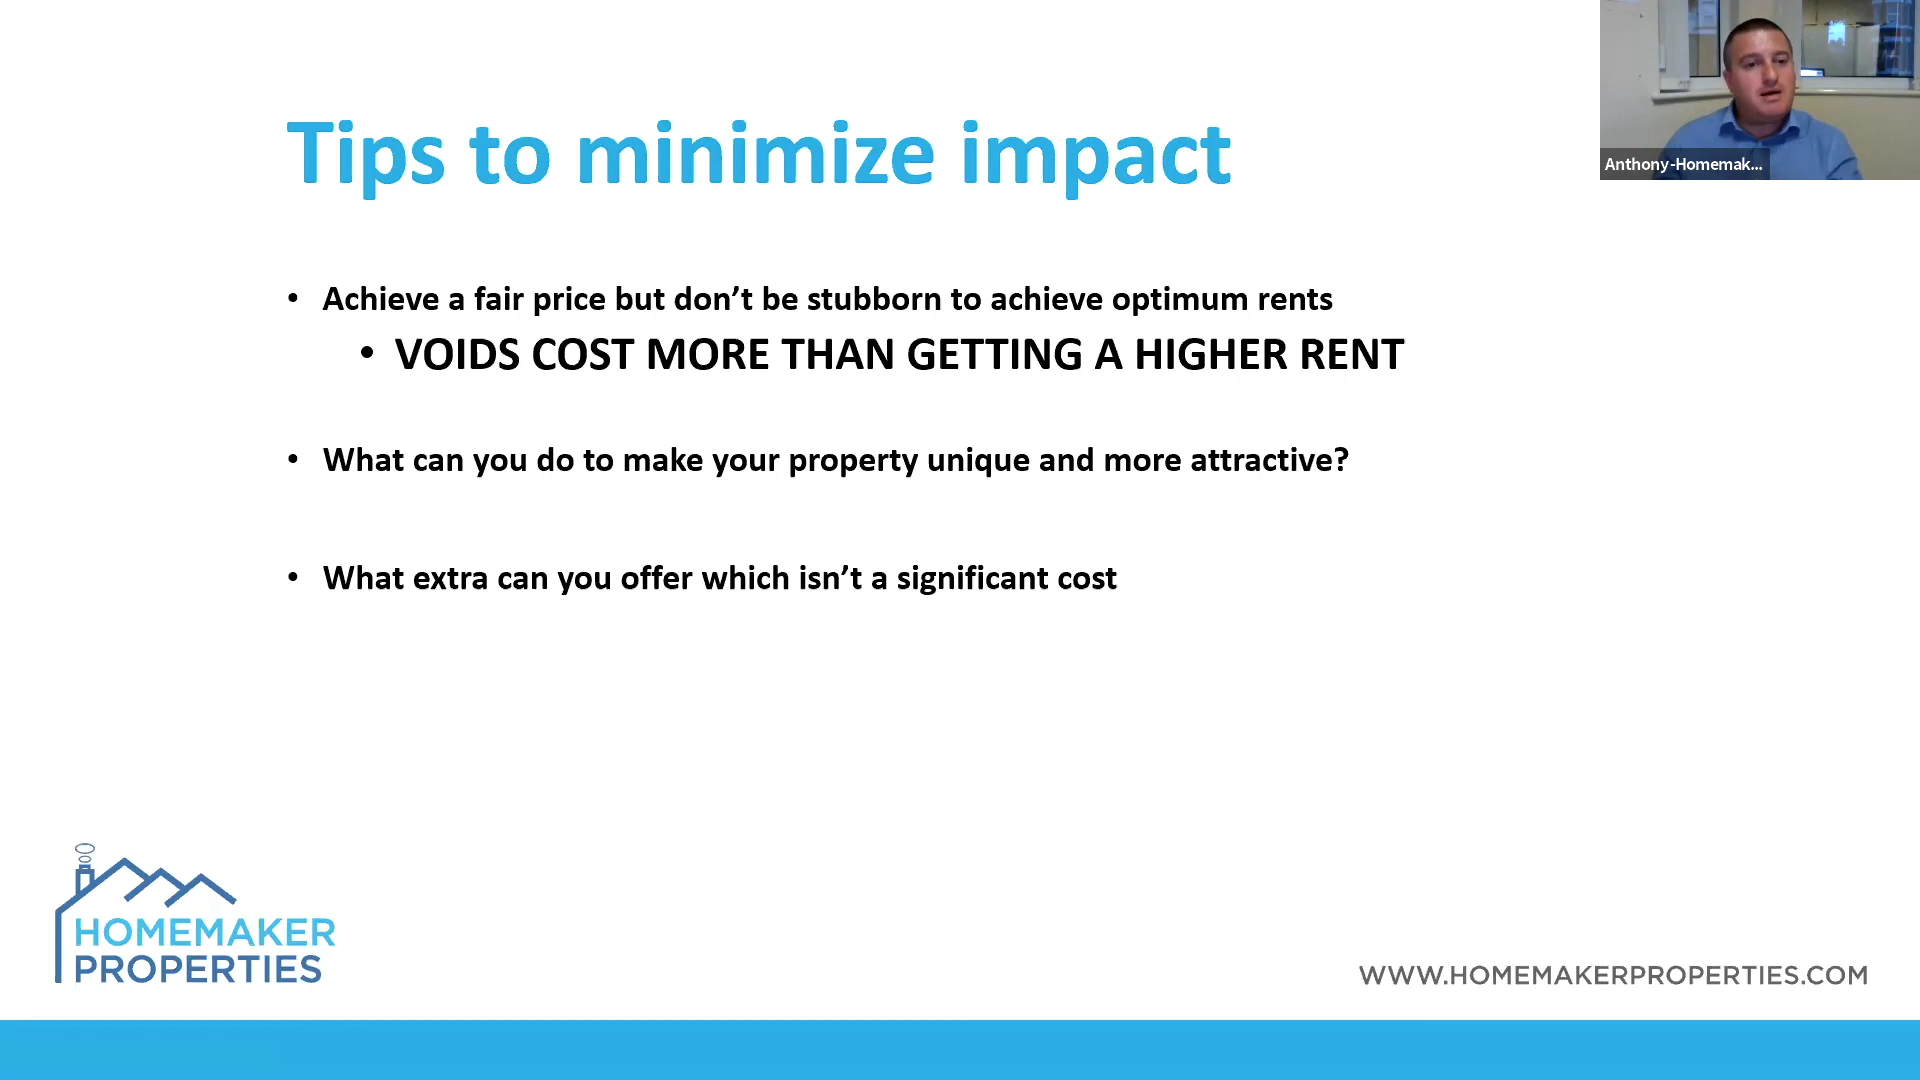 Tips to minimize impact
Anthony-Homemak...
• Achieve a fair price but don’t be stubborn to achieve optimum rents
• VOIDS COST MORE THAN GETTING A HIGHER RENT
• What can you do to make your property unique and more attractive?
• What extra can you offer which isn’t a significant cost
HOMEMAKER
PROPERTIES
WWW.HOMEMAKERPROPERTIES.COM